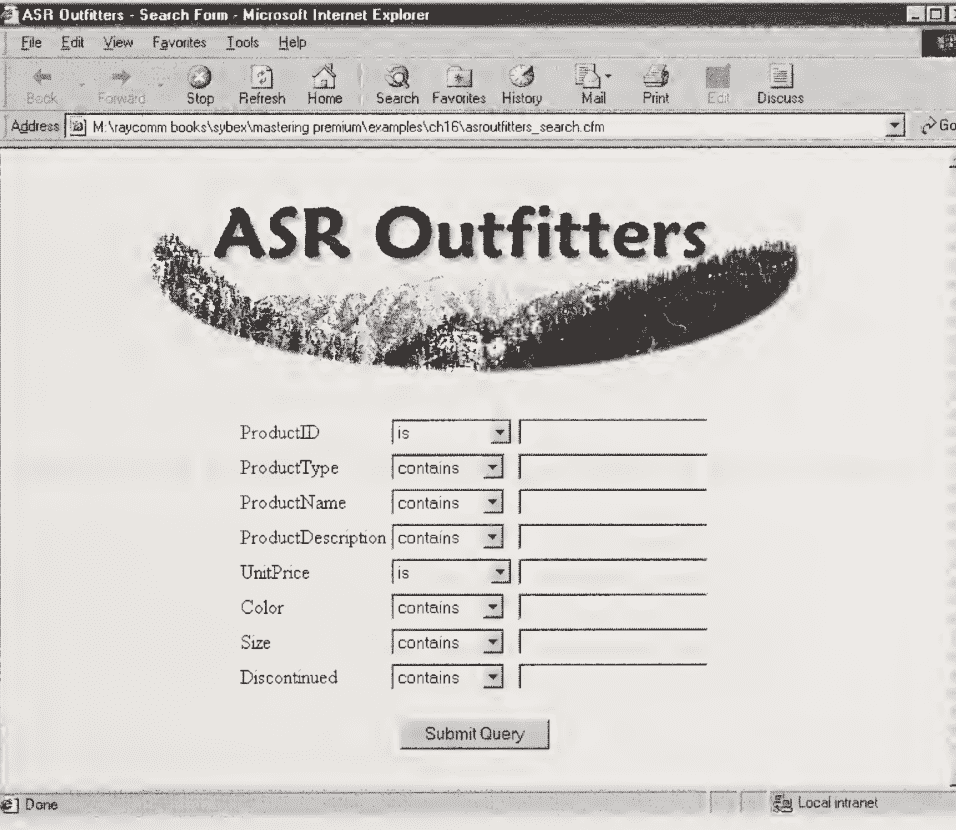 ASR Outfitters - Search Form - Microsoft Internet Explorer
File Edit View Favorites Tools Help
Back Forward Stop Refresh Home Search Favorites History Mail Print Edit Discuss
Address M:\raycomm books\sybex\mastering premium\examples\ch16\asroutfitters_search.cfm Go
ASR Outfitters
ProductID is
ProductType contains
ProductName contains
ProductDescription contains
UnitPrice is
Color contains
Size contains
Discontinued contains
Submit Query
Done Local intranet